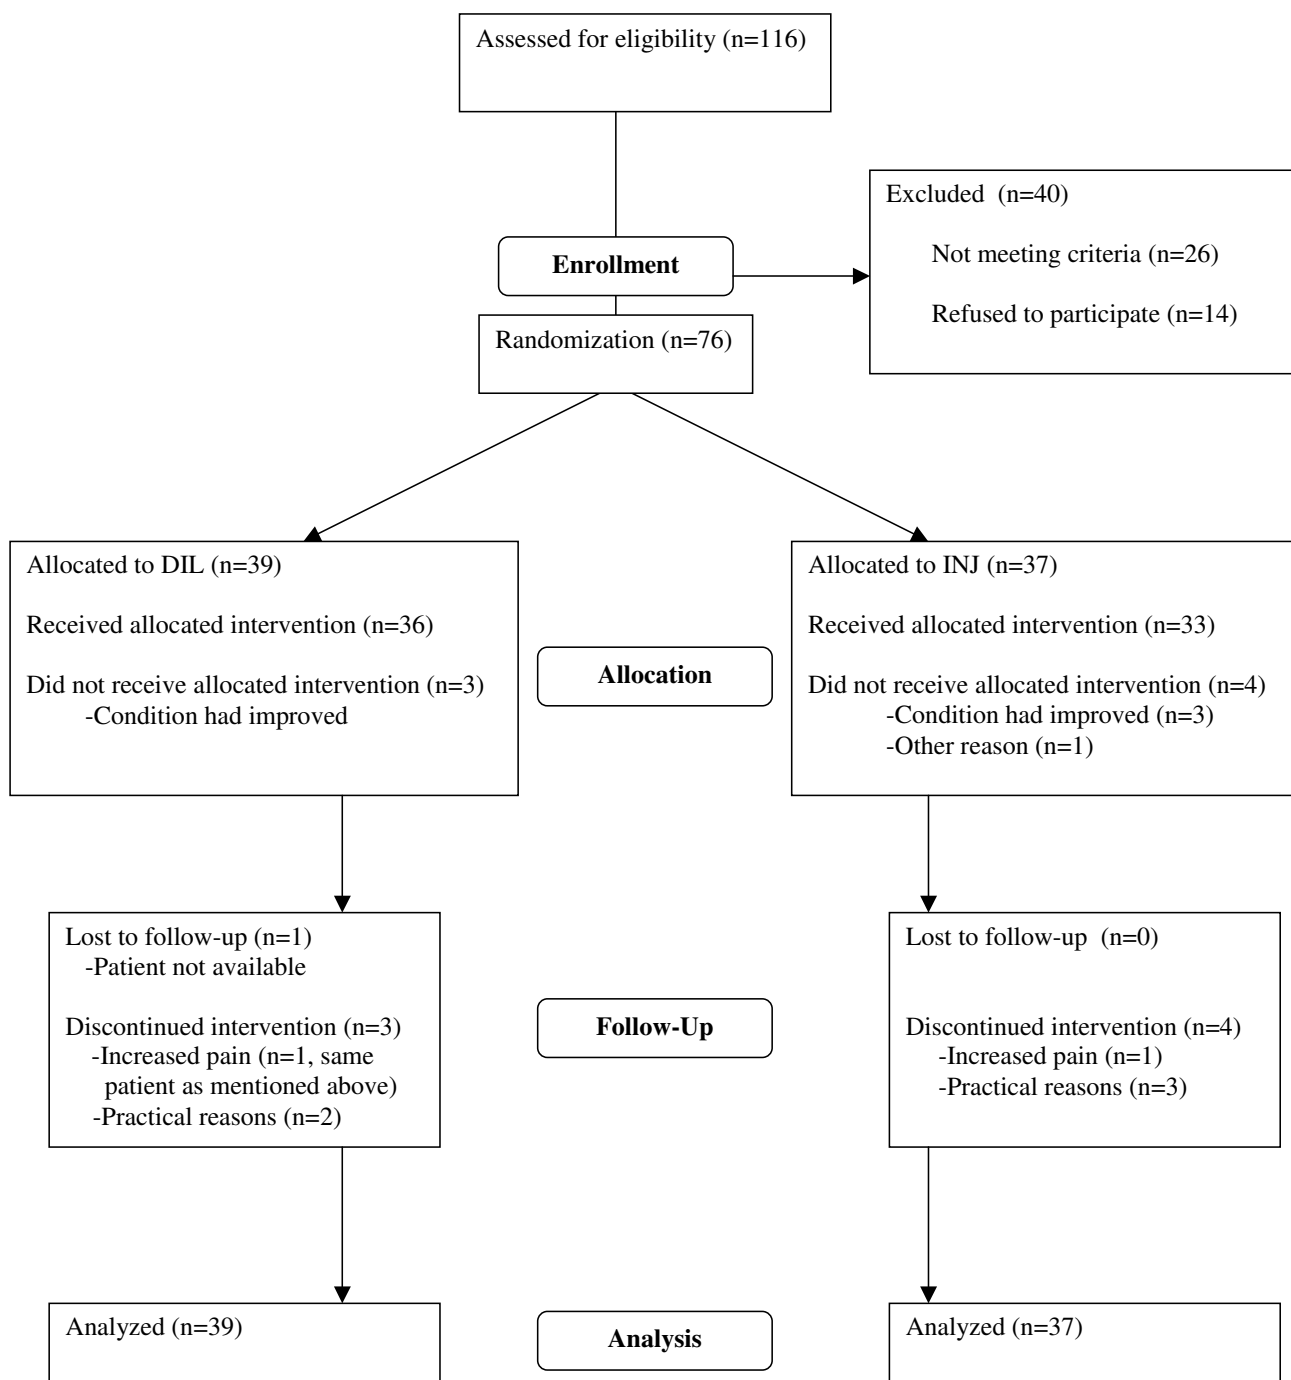 Assessed for eligibility (n=116)
Excluded  (n=40)
Not meeting criteria (n=26)
Refused to participate (n=14)
Enrollment
Randomization (n=76)
Allocated to DIL (n=39)
Received allocated intervention (n=36)
Did not receive allocated intervention (n=3)
-Condition had improved
Allocation
Allocated to INJ (n=37)
Received allocated intervention (n=33)
Did not receive allocated intervention (n=4)
-Condition had improved (n=3)
-Other reason (n=1)
Lost to follow-up (n=1)
-Patient not available
Discontinued intervention (n=3)
-Increased pain (n=1, same
patient as mentioned above)
-Practical reasons (n=2)
Follow-Up
Lost to follow-up  (n=0)
Discontinued intervention (n=4)
-Increased pain (n=1)
-Practical reasons (n=3)
Analyzed (n=39)
Analysis
Analyzed (n=37)